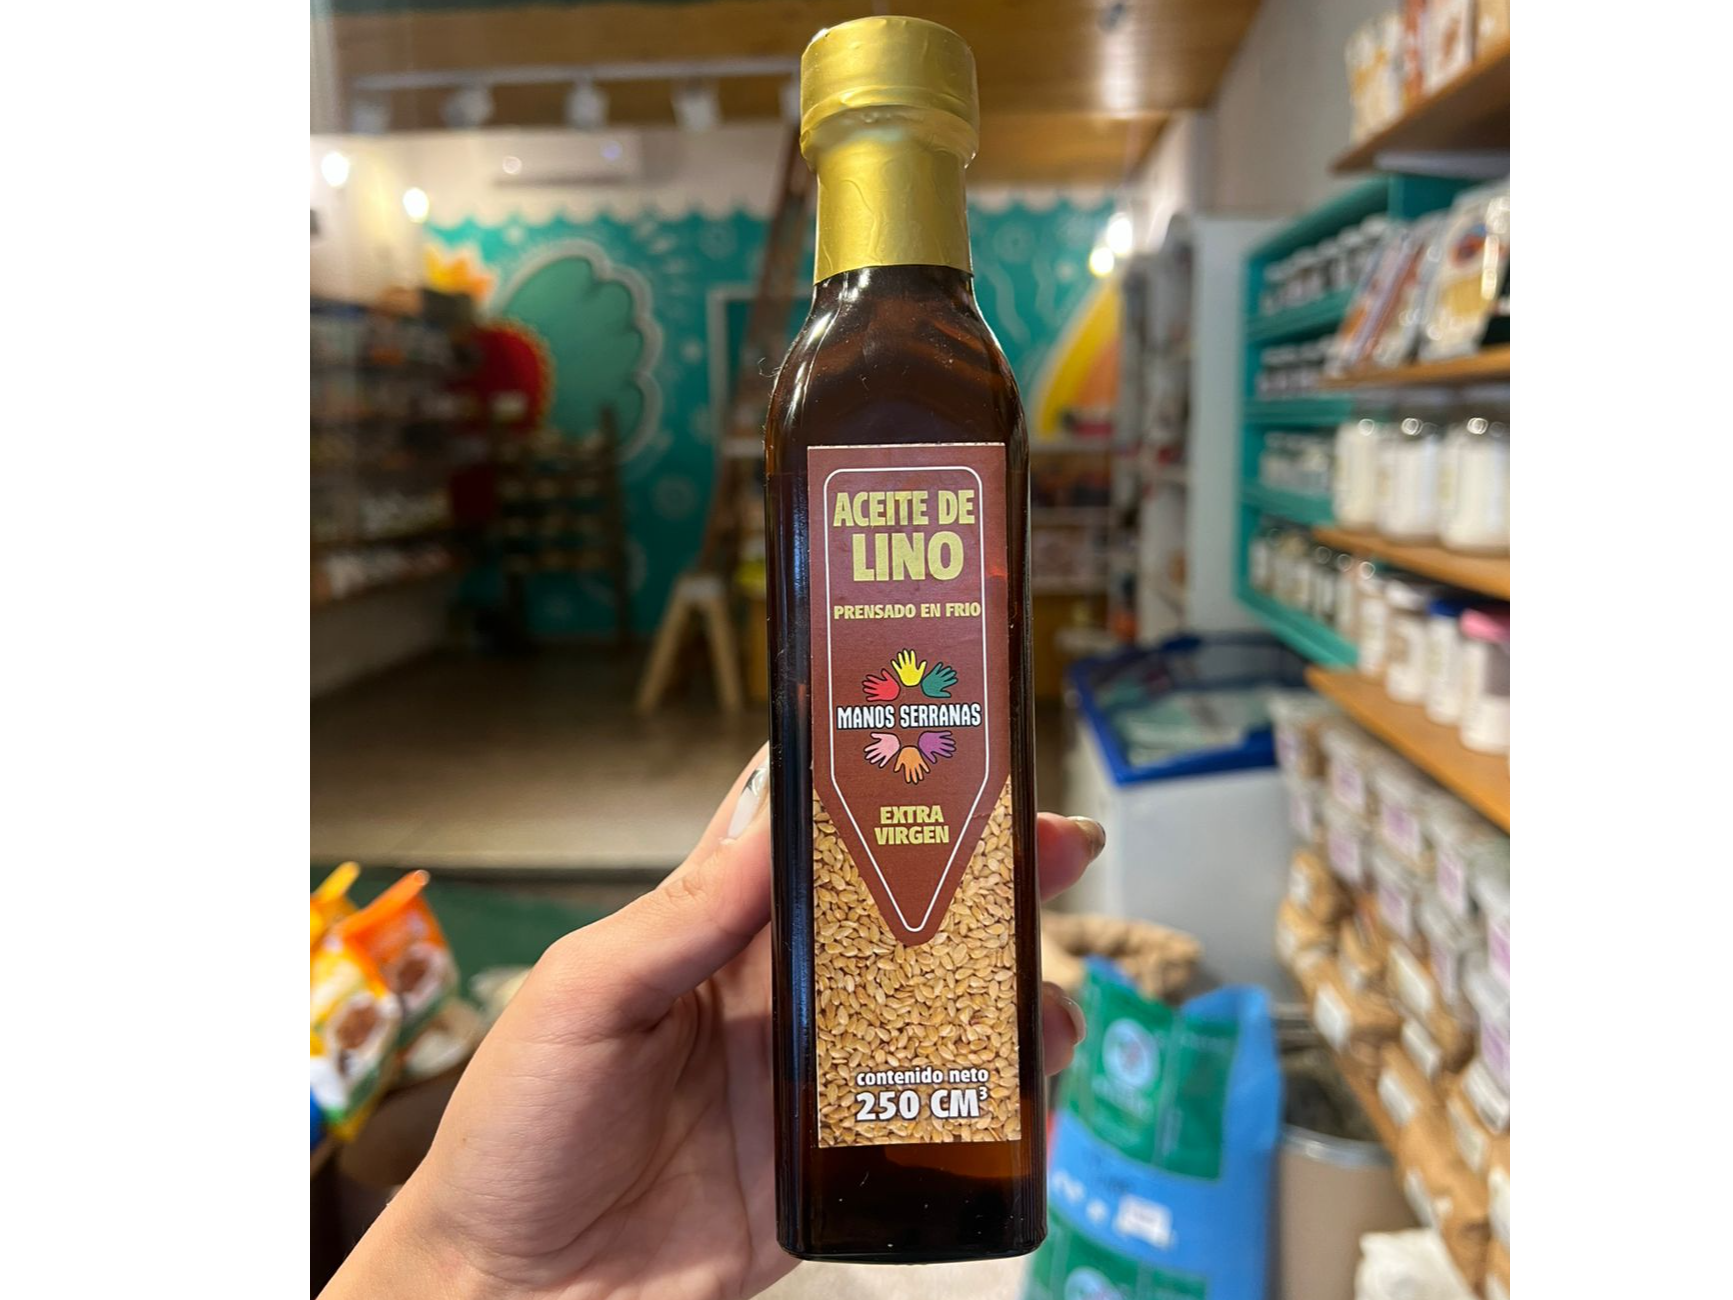 ACEITE DE
LINO
PRENSADO EN FRIO
MANOS SERRANAS
EXTRA
VIRGEN
contenido neto
250 CM³